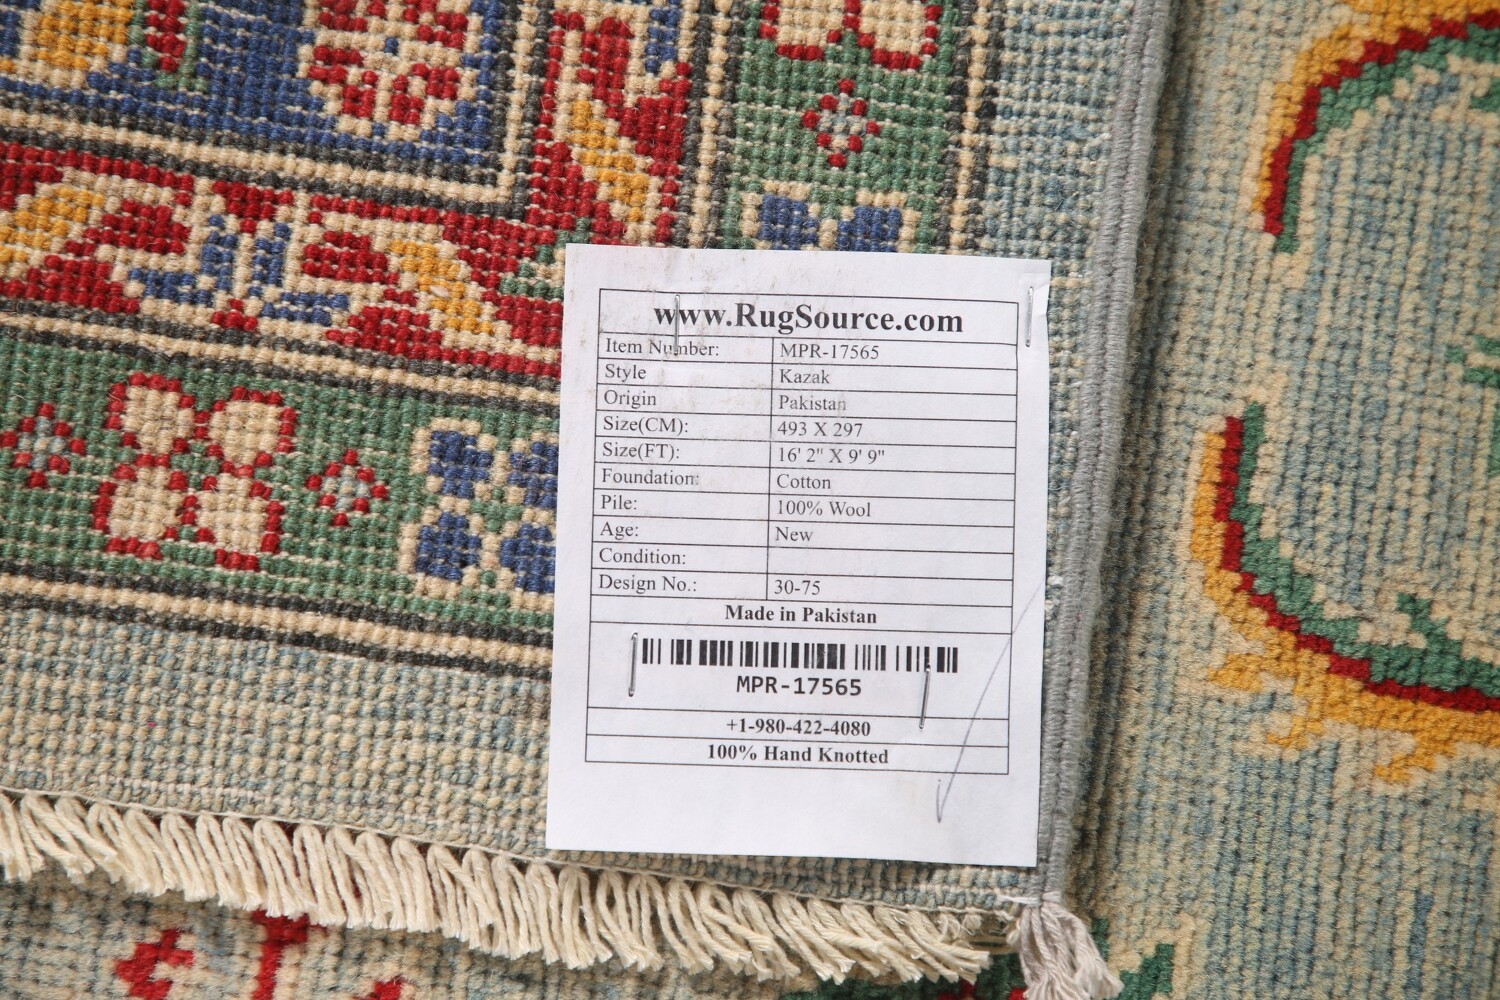 www.RugSource.com
Item Number: MPR-17565
Style Kazak
Origin Pakistan
Size(CM): 493 X 297
Size(FT): 16' 2" X 9' 9"
Foundation: Cotton
Pile: 100% Wool
Age: New
Condition:
Design No.: 30-75
Made in Pakistan
MPR-17565
+1-980-422-4080
100% Hand Knotted